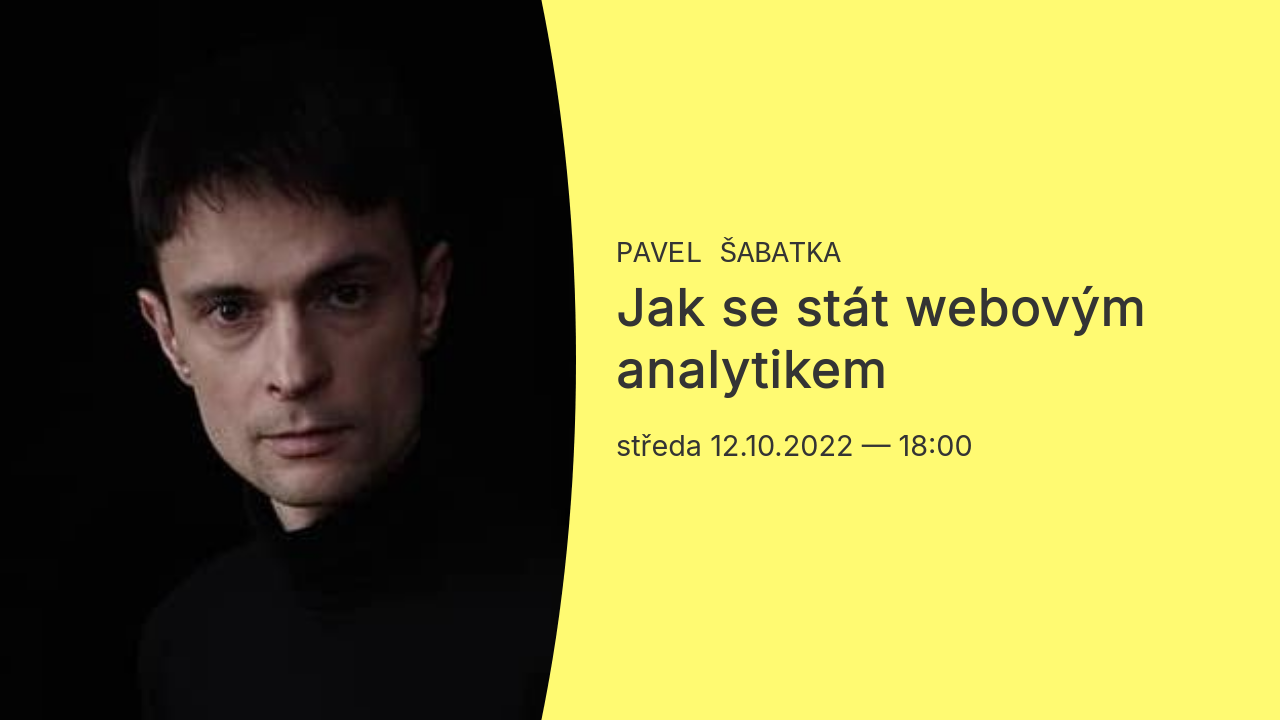 PAVEL ŠABATKA
Jak se stát webovým
analytikem
středa 12.10.2022 — 18:00